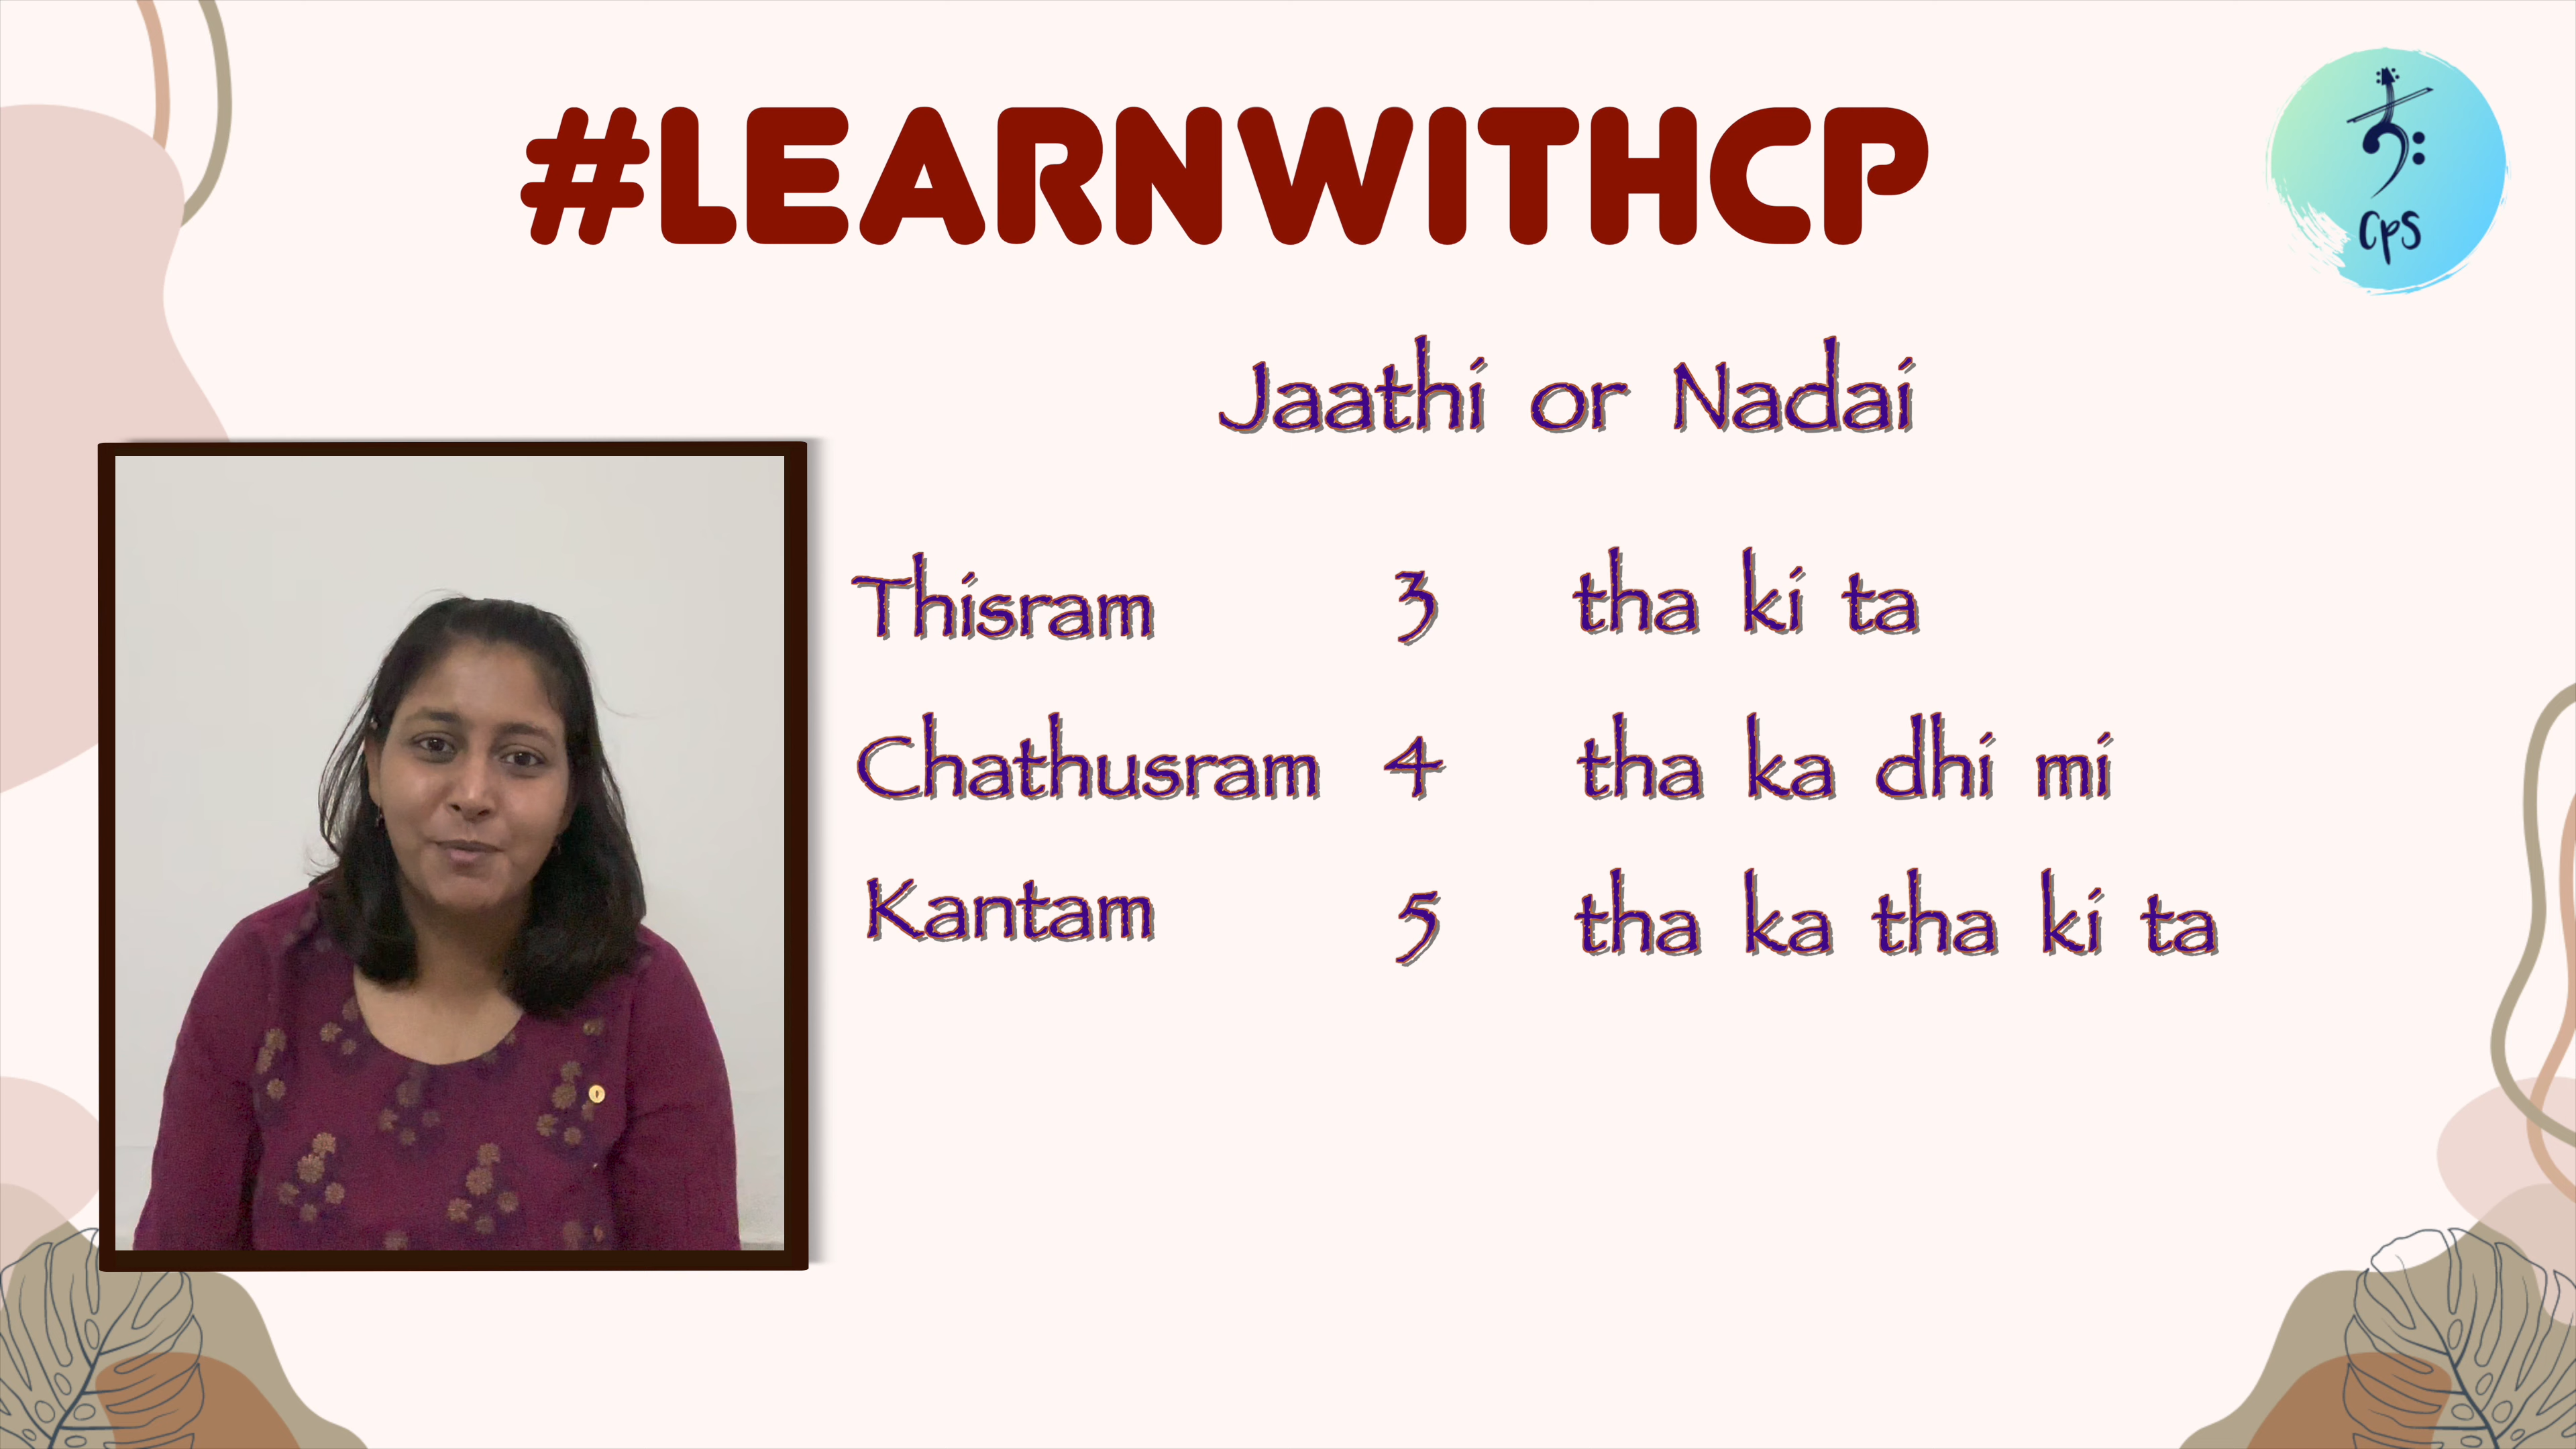 #LEARNWITHCP
CPS
Jaathi or Nadai
Thisram 3 tha ki ta
Chathusram 4 tha ka dhi mi
Kantam 5 tha ka tha ki ta